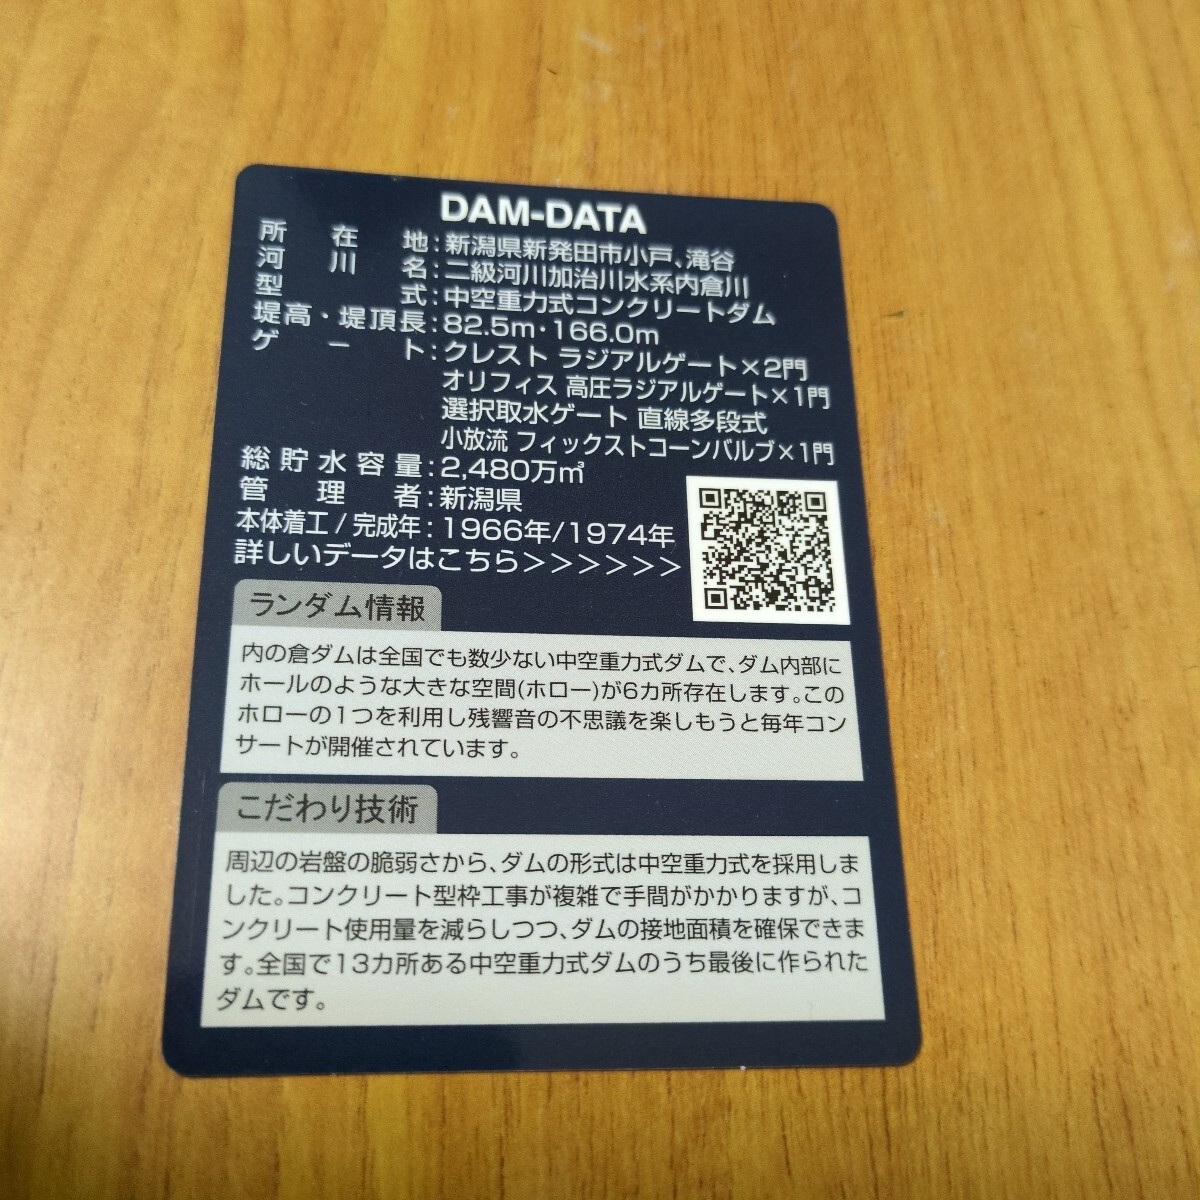 DAM-DATA
所在地:新潟県新発田市小戸、滝谷
河川名:二級河川加治川水系内倉川
型式:中空重力式コンクリートダム
堤高・堤頂長:82.5m・166.0m
ゲート:クレスト ラジアルゲート×2門
オリフィス 高圧ラジアルゲート×1門
選択取水ゲート 直線多段式
小放流 フィックストコーンバルブ×1門
総貯水容量:2,480万㎥
管理者:新潟県
本体着工/完成年:1966年/1974年
詳しいデータはこちら>>>>>>
ランダム情報
内の倉ダムは全国でも数少ない中空重力式ダムで、ダム内部に
ホールのような大きな空間(ホロー)が6カ所存在します。この
ホローの1つを利用し残響音の不思議を楽しもうと毎年コン
サートが開催されています。
こだわり技術
周辺の岩盤の脆弱さから、ダムの形式は中空重力式を採用しま
した。コンクリート型枠工事が複雑で手間がかかりますが、コ
ンクリート使用量を減らしつつ、ダムの接地面積を確保できま
す。全国で13カ所ある中空重力式ダムのうち最後に作られた
ダムです。